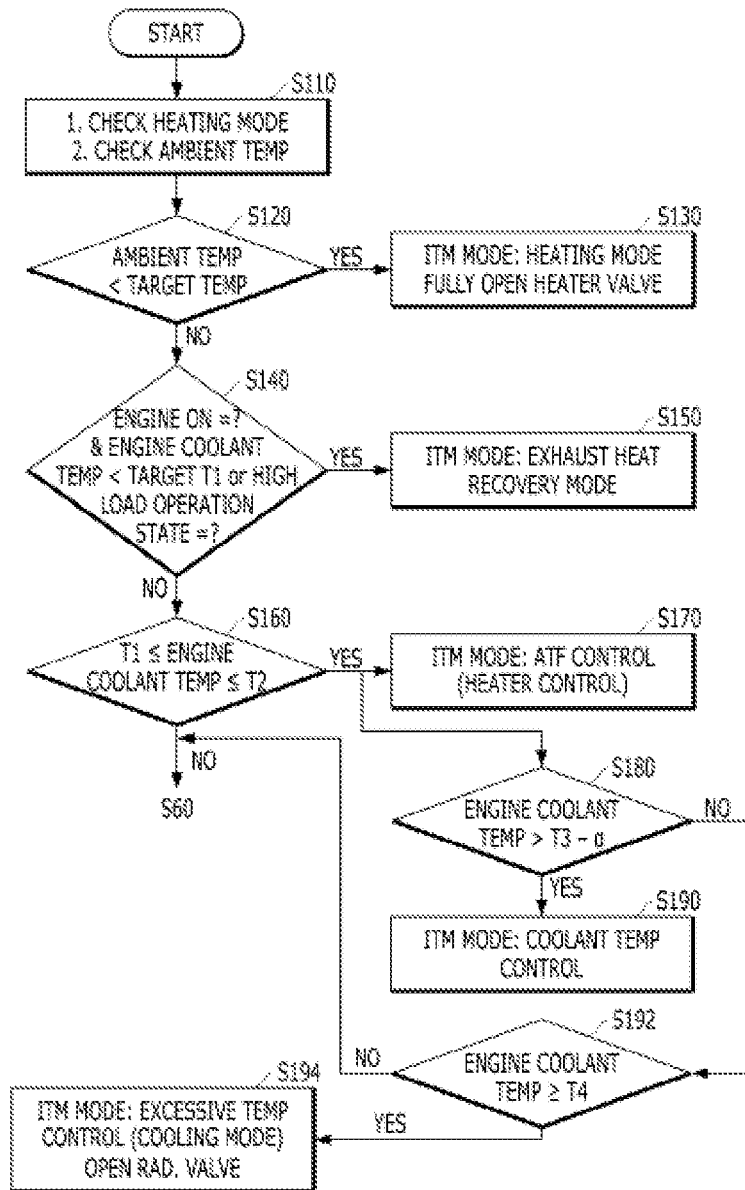 START
S110
1. CHECK HEATING MODE
2. CHECK AMBIENT TEMP
S120
AMBIENT TEMP
< TARGET TEMP
YES
S130
ITM MODE: HEATING MODE
FULLY OPEN HEATER VALVE
NO
S140
ENGINE ON =?
& ENGINE COOLANT
TEMP < TARGET T1 or HIGH
LOAD OPERATION
STATE =?
YES
S150
ITM MODE: EXHAUST HEAT
RECOVERY MODE
NO
S160
T1 ≤ ENGINE
COOLANT TEMP ≤ T2
YES
S170
ITM MODE: ATF CONTROL
(HEATER CONTROL)
NO
S60
S180
ENGINE COOLANT
TEMP > T3 - α
NO
YES
S190
ITM MODE: COOLANT TEMP
CONTROL
S192
ENGINE COOLANT
TEMP ≥ T4
NO
YES
S194
ITM MODE: EXCESSIVE TEMP
CONTROL (COOLING MODE)
OPEN RAD. VALVE